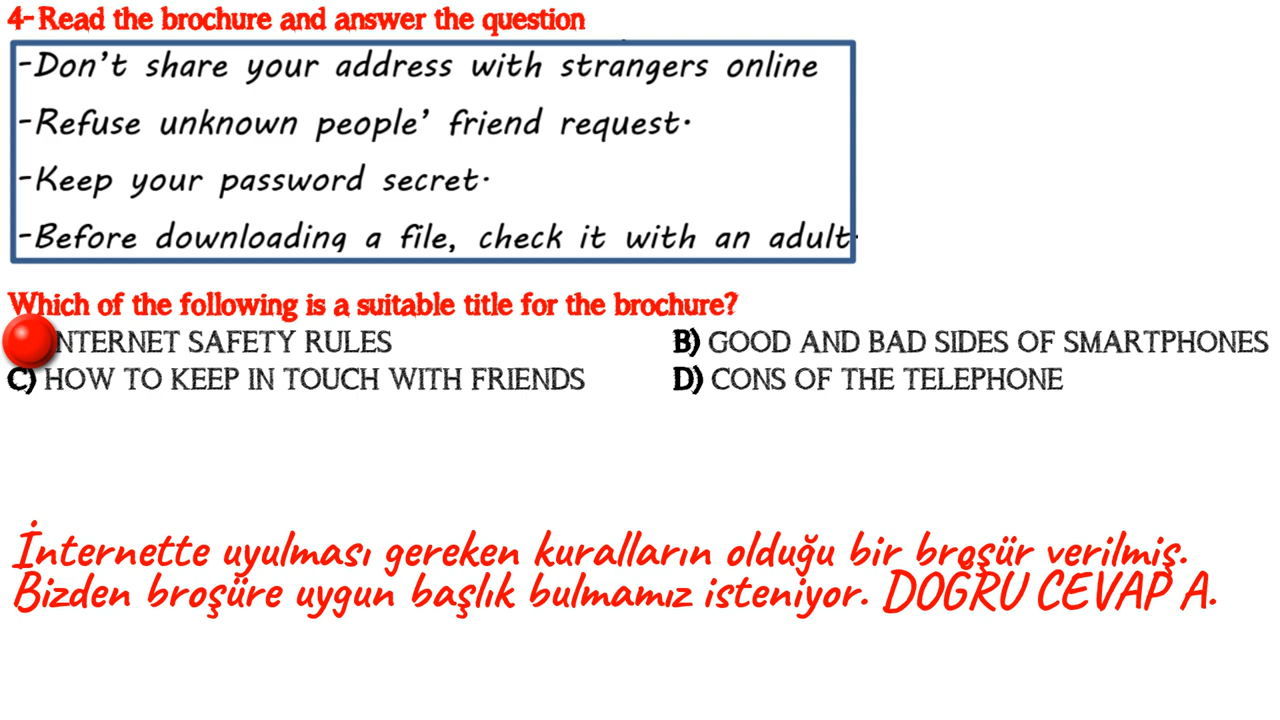 4- Read the brochure and answer the question
-Don't share your address with strangers online
-Refuse unknown people' friend request.
-Keep your password secret.
-Before downloading a file, check it with an adult.
Which of the following is a suitable title for the brochure?
NTERNET SAFETY RULES
B) GOOD AND BAD SIDES OF SMARTPHONES
C) HOW TO KEEP IN TOUCH WITH FRIENDS
D) CONS OF THE TELEPHONE
İnternette uyulması gereken kuralların olduğu bir broşür verilmiş.
Bizden broşüre uygun başlık bulmamız isteniyor. DOĞRU CEVAP A.